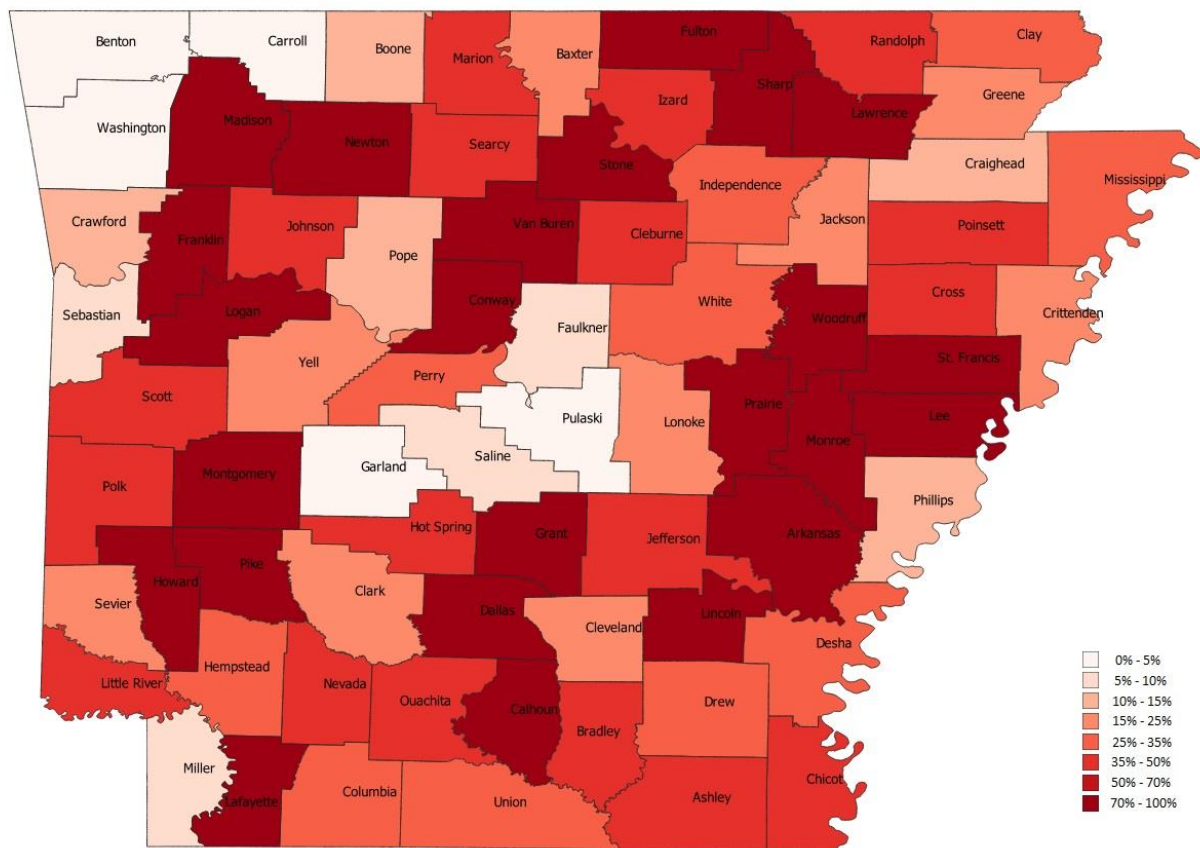 Benton
Carroll
Boone
Marion
Baxter
Fulton
Randolph
Clay
Sharp
Izard
Greene
Lawrence
Washington
Madison
Newton
Searcy
Stone
Independence
Craighead
Mississippi
Crawford
Franklin
Johnson
Pope
Van Buren
Cleburne
Jackson
Poinsett
Sebastian
Logan
Conway
Faulkner
White
Woodruff
Cross
Crittenden
Yell
Perry
St. Francis
Scott
Pulaski
Lonoke
Prairie
Monroe
Lee
Polk
Montgomery
Garland
Saline
Phillips
Hot Spring
Grant
Jefferson
Arkansas
Howard
Pike
Clark
Sevier
Dallas
Cleveland
Lincoln
Desha
Little River
Hempstead
Nevada
Ouachita
Calhoun
Bradley
Drew
Miller
Lafayette
Columbia
Union
Ashley
Chicot
0% - 5%
5% - 10%
10% - 15%
15% - 25%
25% - 35%
35% - 50%
50% - 70%
70% - 100%